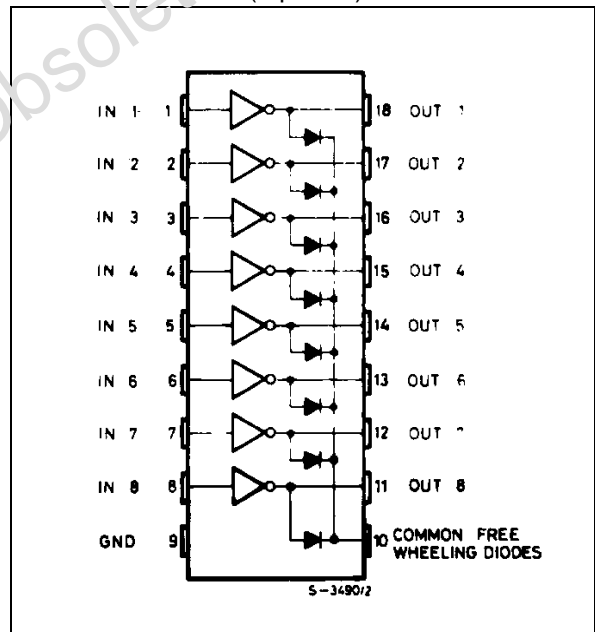 obsolet
IN 1 1 18 OUT 1
IN 2 2 17 OUT 2
IN 3 3 16 OUT 3
IN 4 4 15 OUT 4
IN 5 5 14 OUT 5
IN 6 6 13 OUT 6
IN 7 7 12 OUT
IN 8 8 11 OUT 8
GND 9 10 COMMON FREE
WHEELING DIODES
S-3490/2